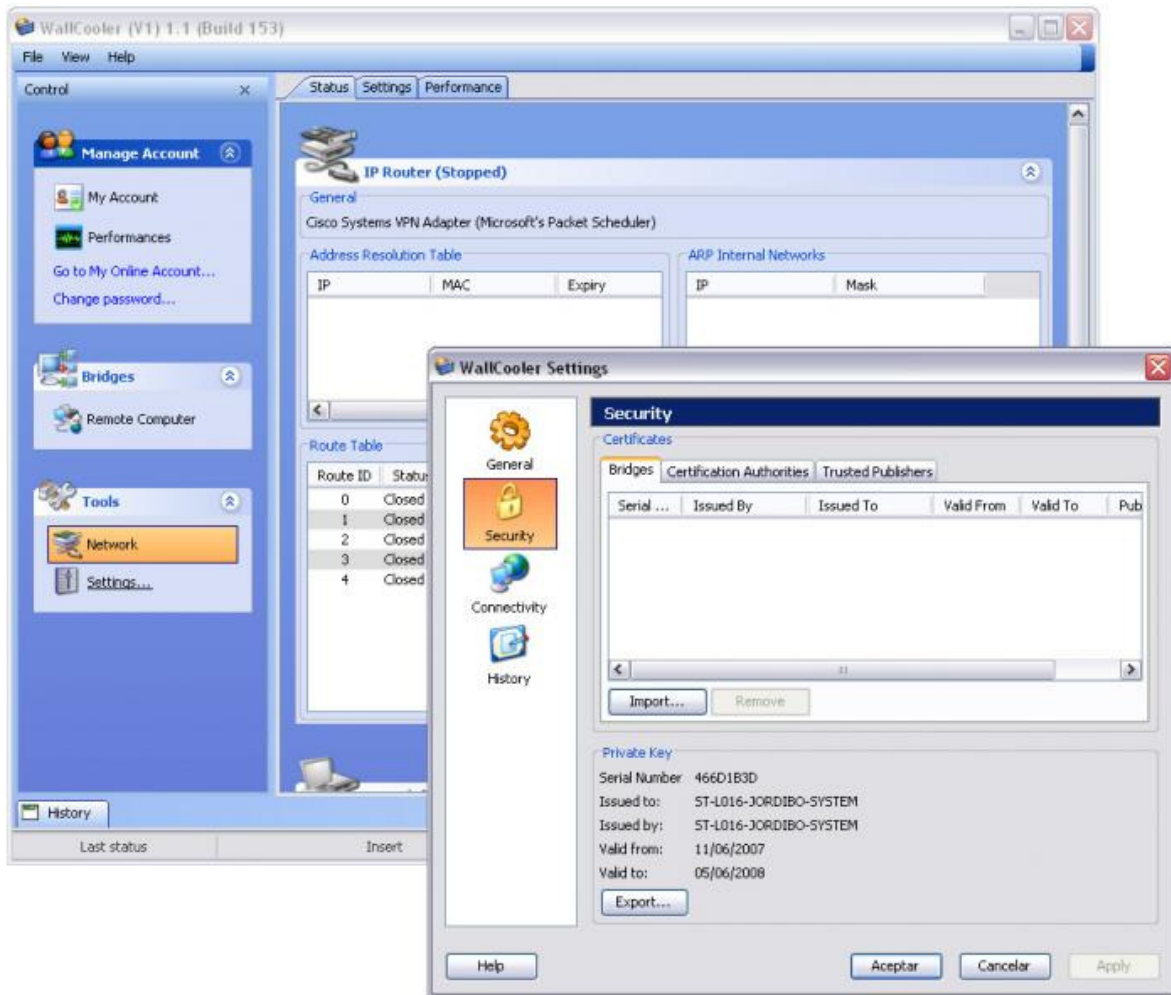 WallCooler (V1) 1.1 (Build 153)
File View Help
Control
Manage Account
My Account
Performances
Go to My Online Account...
Change password...
Bridges
Remote Computer
Tools
Network
Settings...
Status Settings Performance
IP Router (Stopped)
General
Cisco Systems VPN Adapter (Microsoft's Packet Scheduler)
Address Resolution Table
IP MAC Expiry
ARP Internal Networks
IP Mask
Route Table
Route ID
0 Closed
1 Closed
2 Closed
3 Closed
4 Closed
History
Last status Insert
WallCooler Settings
General
Security
Connectivity
History
Security
Certificates
Bridges Certification Authorities Trusted Publishers
Serial ... Issued By Issued To Valid From Valid To Pub
Import... Remove
Private Key
Serial Number 466D1B3D
Issued to: ST-L016-JORDIBO-SYSTEM
Issued by: ST-L016-JORDIBO-SYSTEM
Valid from: 11/06/2007
Valid to: 05/06/2008
Export...
Help Aceptar Cancelar Apply